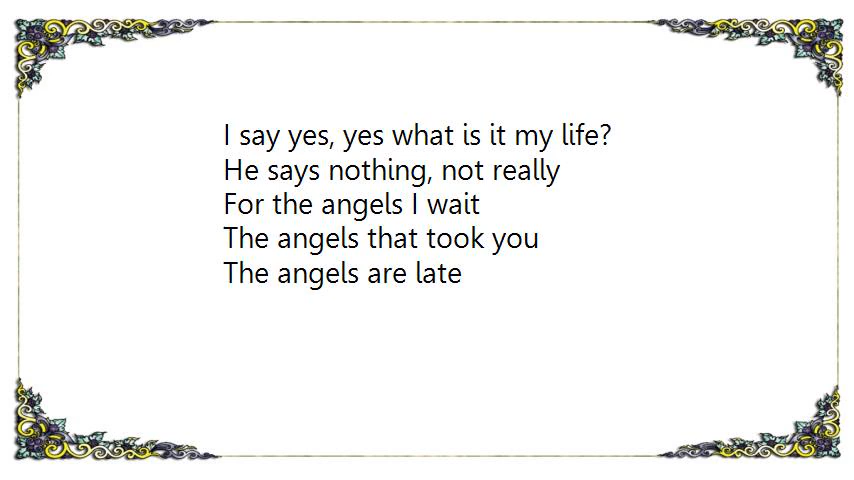 I say yes, yes what is it my life?
He says nothing, not really
For the angels I wait
The angels that took you
The angels are late